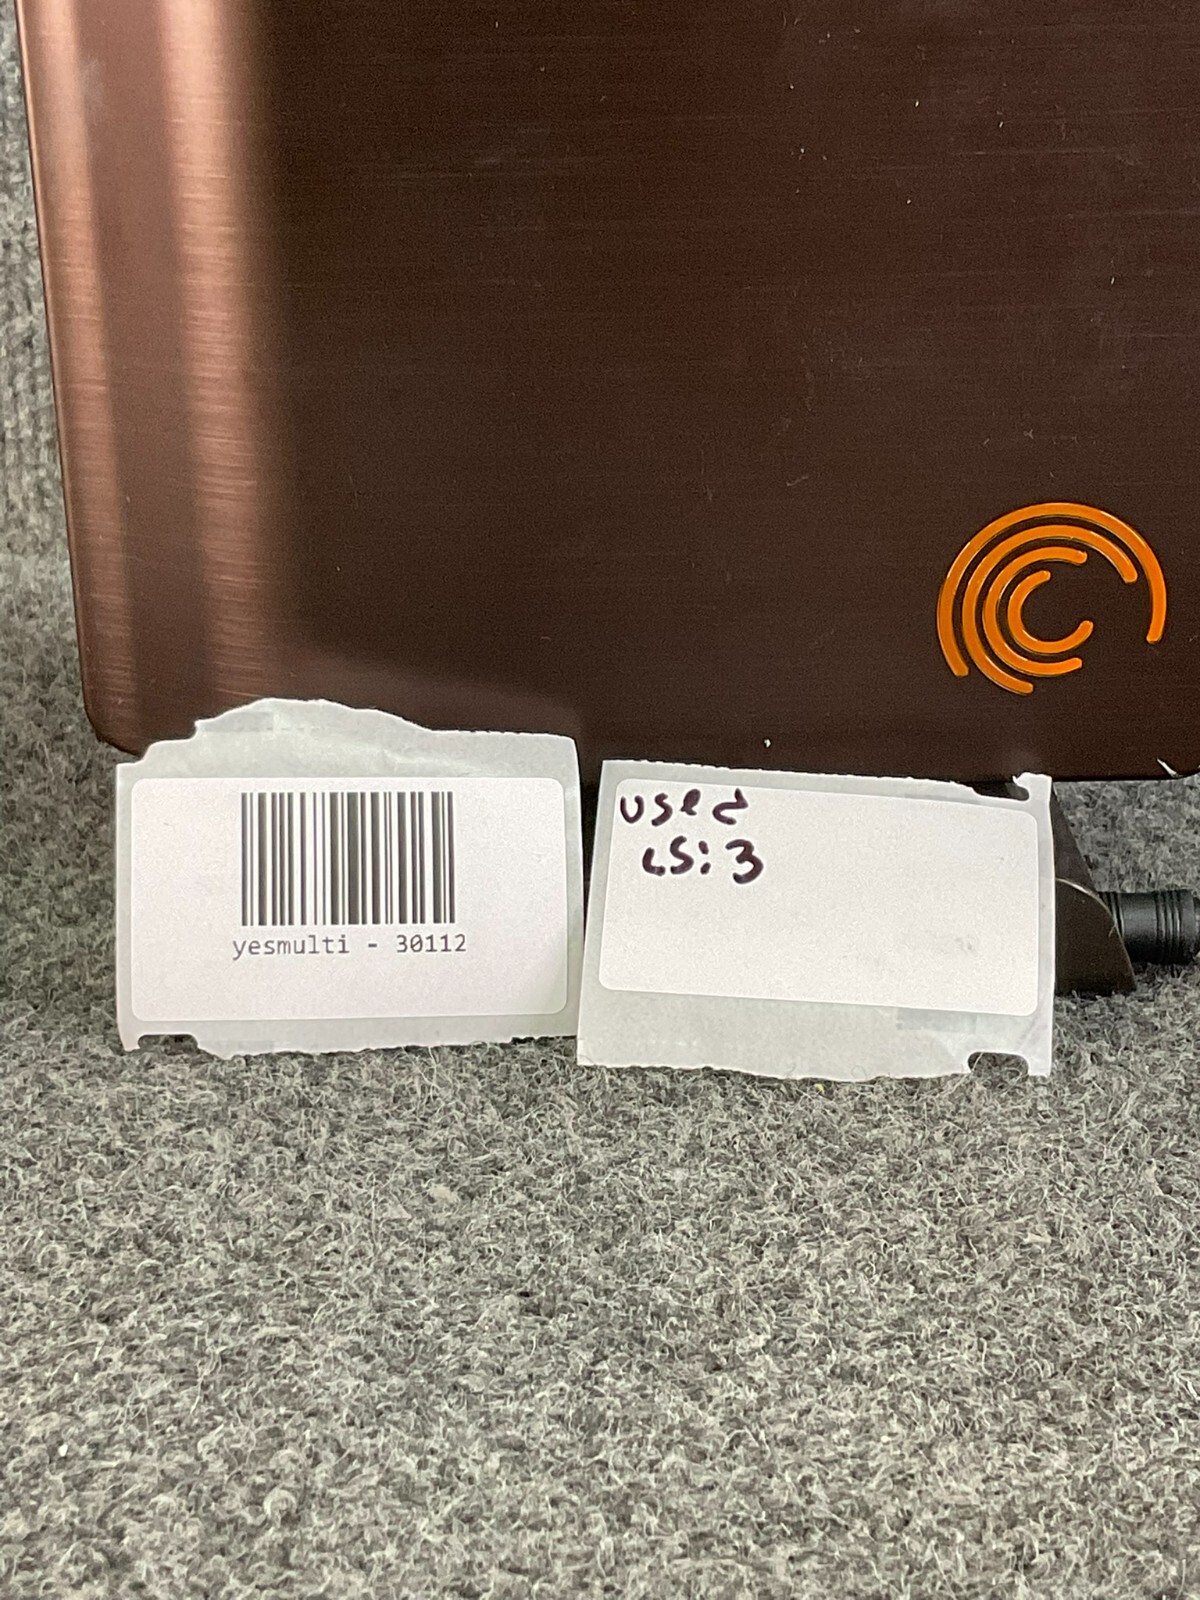 yesmulti - 30112
used
LS: 3